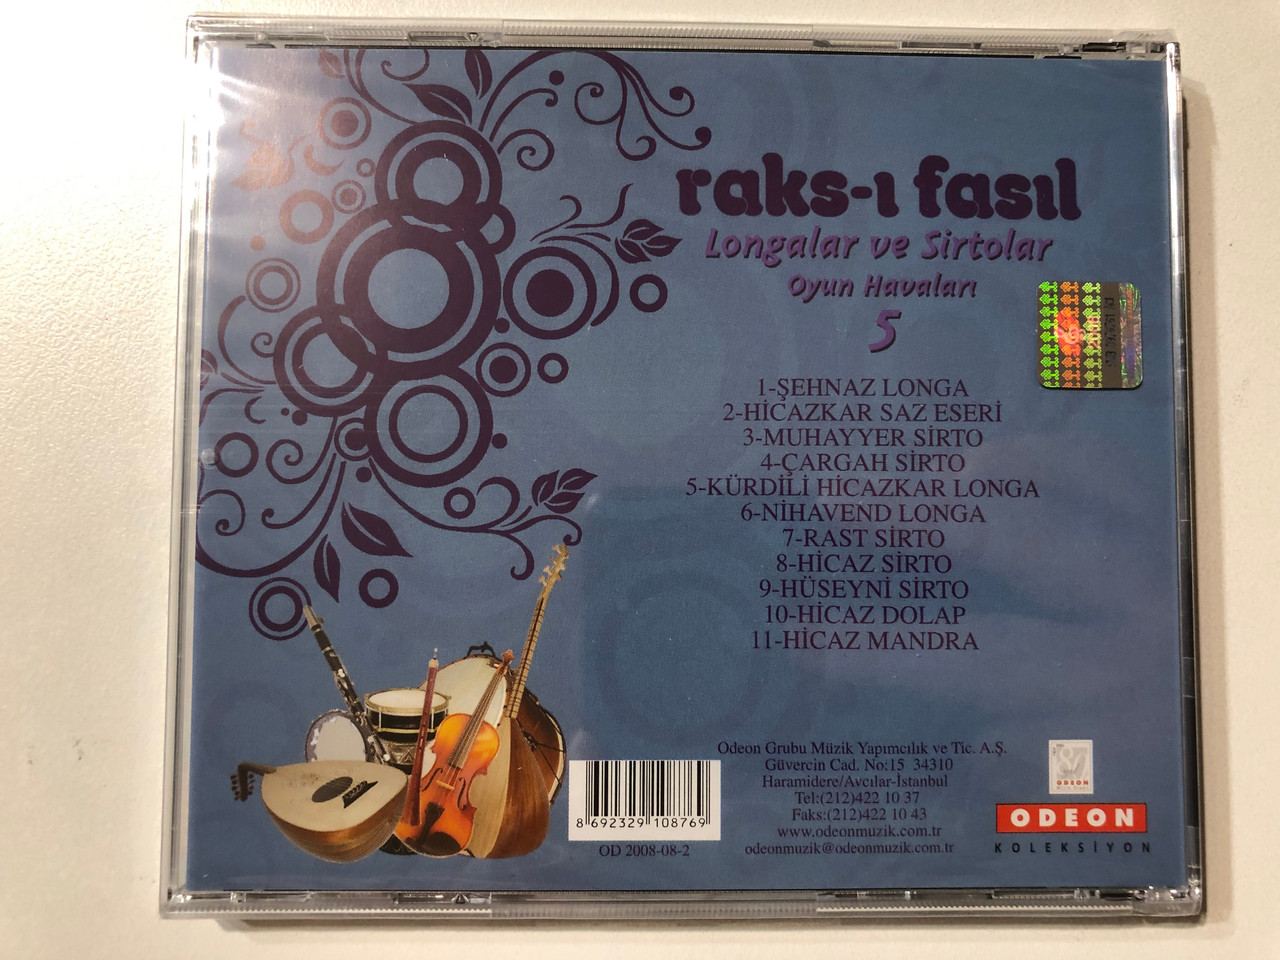 raks-ı fasıl
Longalar ve Sirtolar
Oyun Havaları
5
1-ŞEHNAZ LONGA
2-HİCAZKAR SAZ ESERİ
3-MUHAYYER SİRTO
4-ÇARGAH SİRTO
5-KÜRDİLİ HİCAZKAR LONGA
6-NİHAVEND LONGA
7-RAST SİRTO
8-HİCAZ SİRTO
9-HÜSEYNİ SİRTO
10-HİCAZ DOLAP
11-HİCAZ MANDRA
Odeon Grubu Müzik Yapımcılık ve Tic. A.Ş.
Güvercin Cad. No:15 34310
Haramidere/Avcılar-İstanbul
Tel:(212)422 10 37
Faks:(212)422 10 43
www.odeonmuzik.com.tr
odeonmuzik@odeonmuzik.com.tr
8 692329 108769
OD 2008-08-2
ODEON
ODEON
KOLEKSİYON